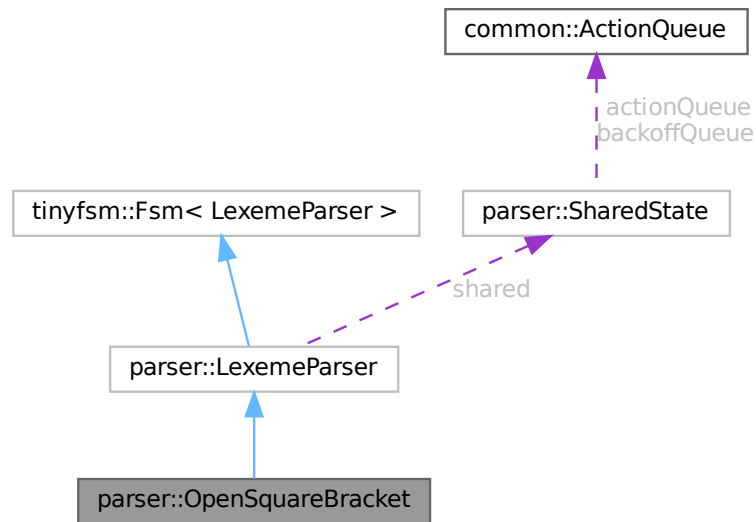 common::ActionQueue
actionQueue
backoffQueue
tinyfsm::Fsm< LexemeParser >
parser::SharedState
shared
parser::LexemeParser
parser::OpenSquareBracket